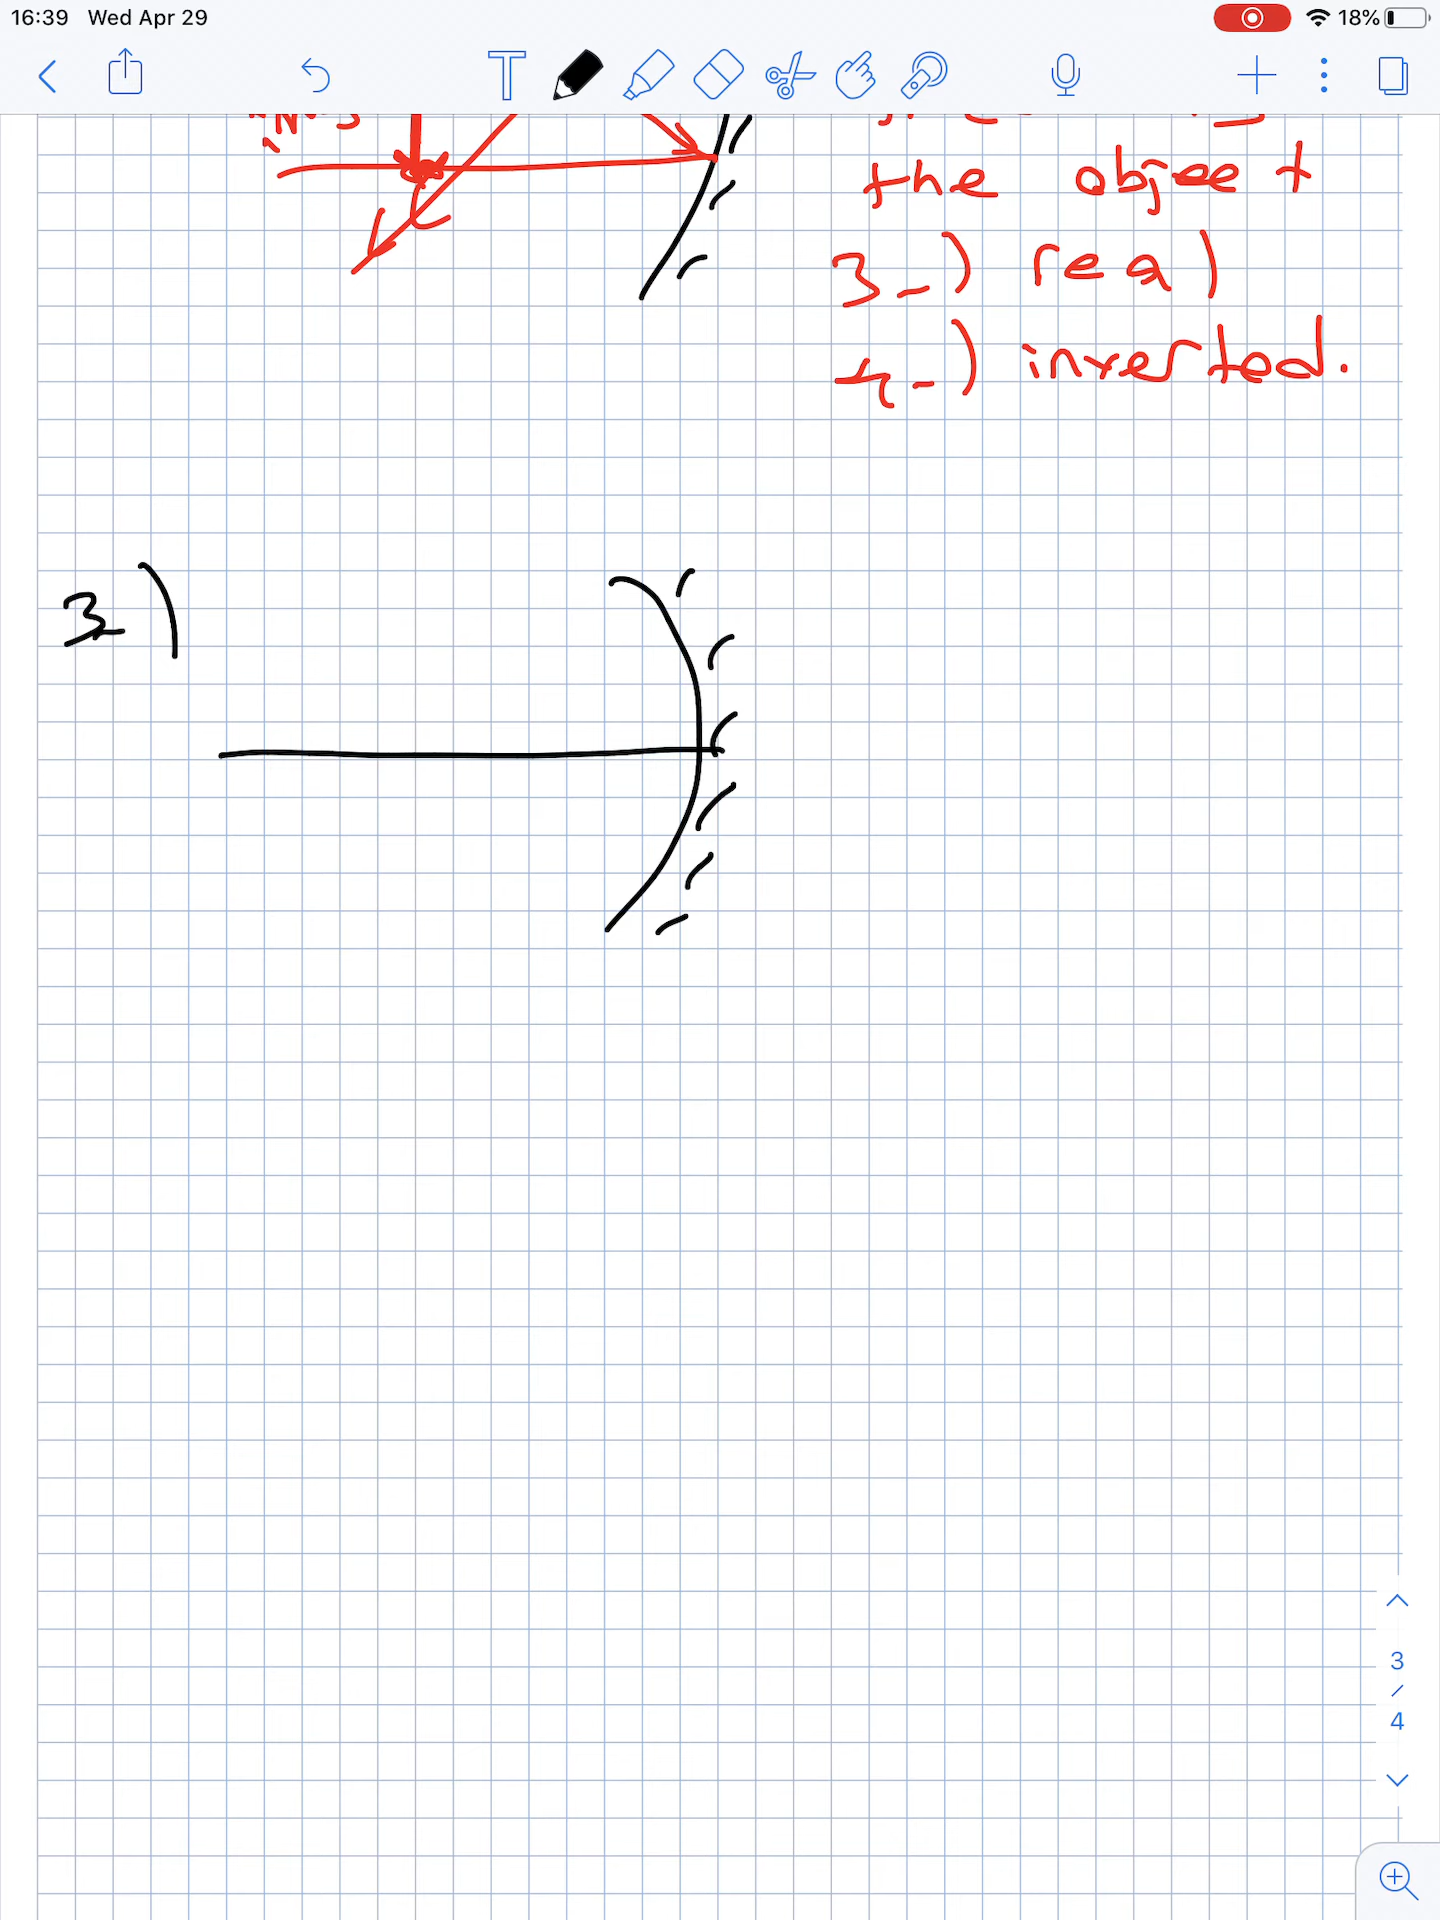 16:39 Wed Apr 29 18%
the object
3-) real
4-) inverted.
3-)
3
/
4